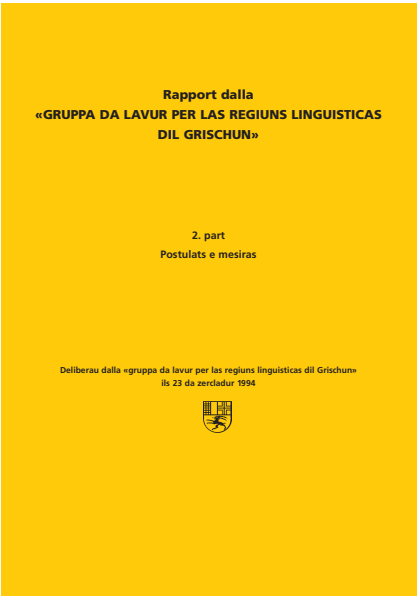 Rapport dalla
«GRUPPA DA LAVUR PER LAS REGIUNS LINGUISTICAS
DIL GRISCHUN»
2. part
Postulats e mesiras
Deliberau dalla «gruppa da lavur per las regiuns linguisticas dil Grischun»
ils 23 da zercladur 1994